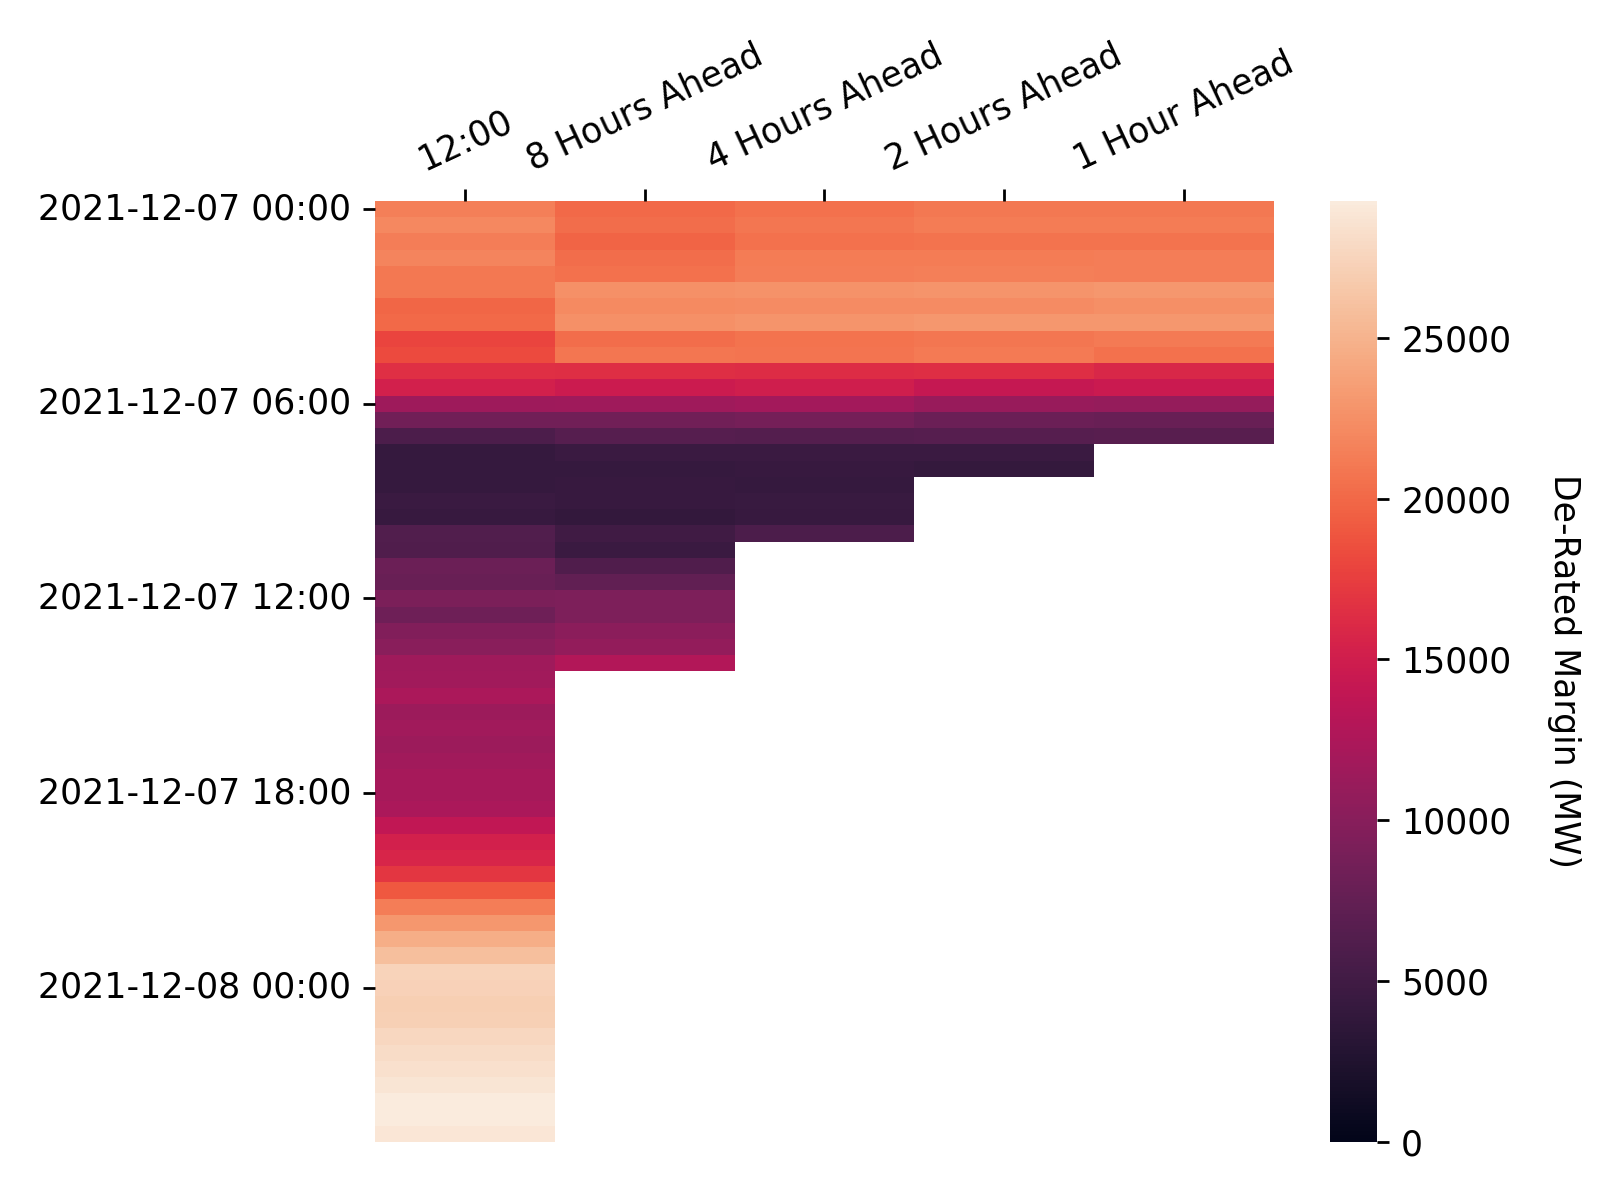 12:00
8 Hours Ahead
4 Hours Ahead
2 Hours Ahead
1 Hour Ahead
2021-12-07 00:00
2021-12-07 06:00
2021-12-07 12:00
2021-12-07 18:00
2021-12-08 00:00
25000
20000
15000
10000
5000
0
De-Rated Margin (MW)